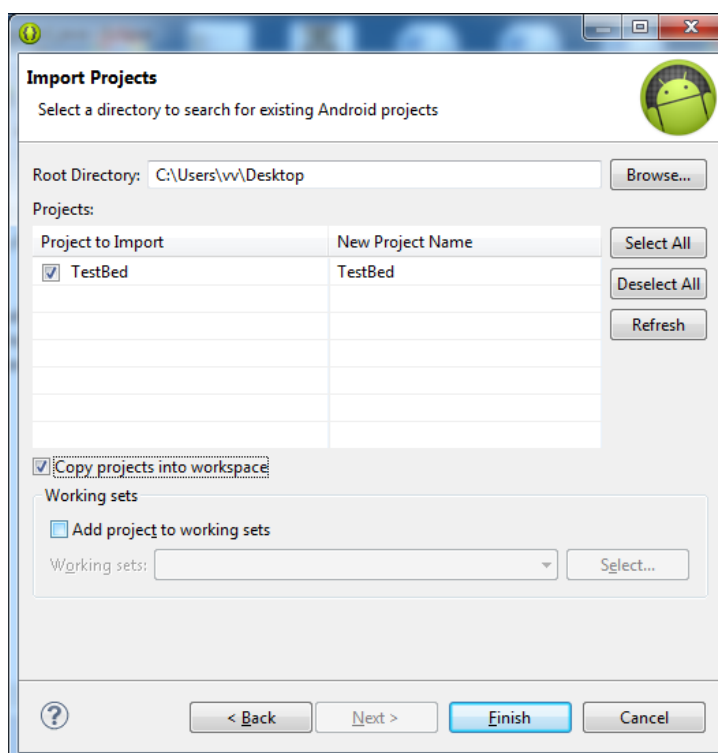 Import Projects
Select a directory to search for existing Android projects
Root Directory: C:\Users\vv\Desktop Browse...
Projects:
Project to Import New Project Name Select All
TestBed TestBed
Deselect All
Refresh
Copy projects into workspace
Working sets
Add project to working sets
Working sets: Select...
? < Back Next > Finish Cancel